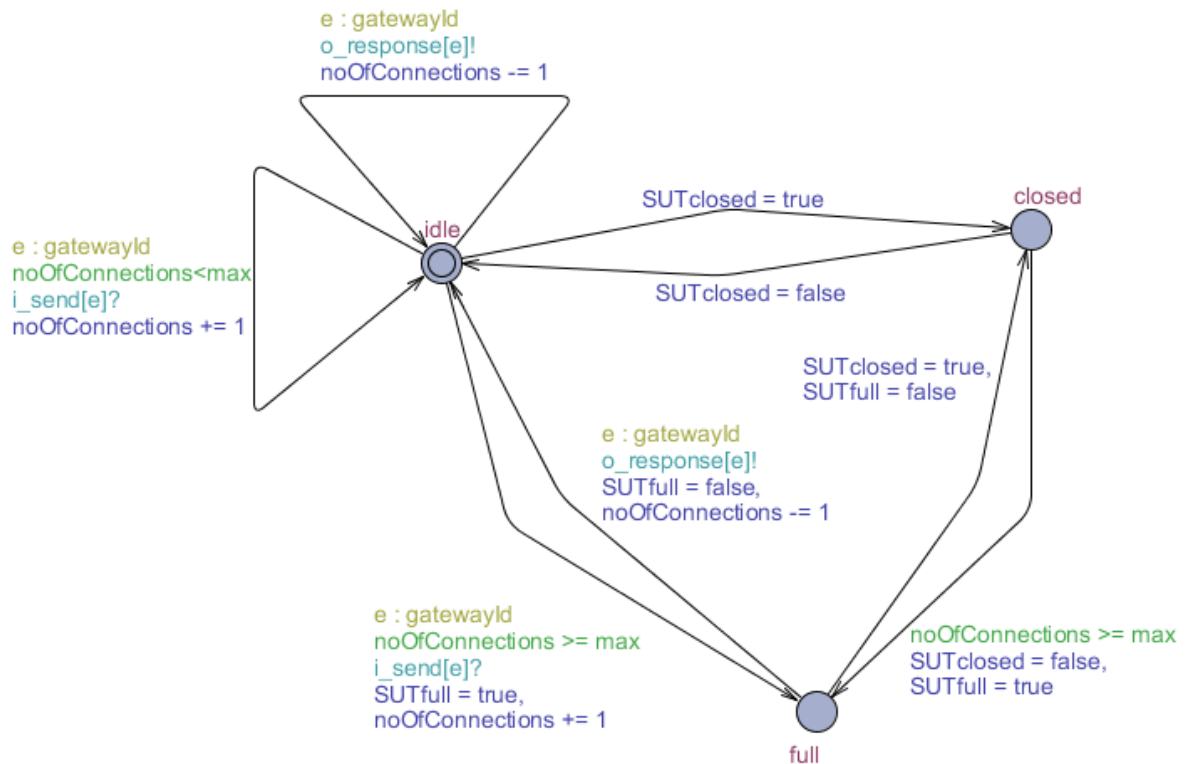 e : gatewayId
o_response[e]!
noOfConnections -= 1
closed
SUTclosed = true
idle
e : gatewayId
noOfConnections<max
i_send[e]?
noOfConnections += 1
SUTclosed = false
SUTclosed = true,
SUTfull = false
e : gatewayId
o_response[e]!
SUTfull = false,
noOfConnections -= 1
e : gatewayId
noOfConnections >= max
i_send[e]?
SUTfull = true,
noOfConnections += 1
noOfConnections >= max
SUTclosed = false,
SUTfull = true
full